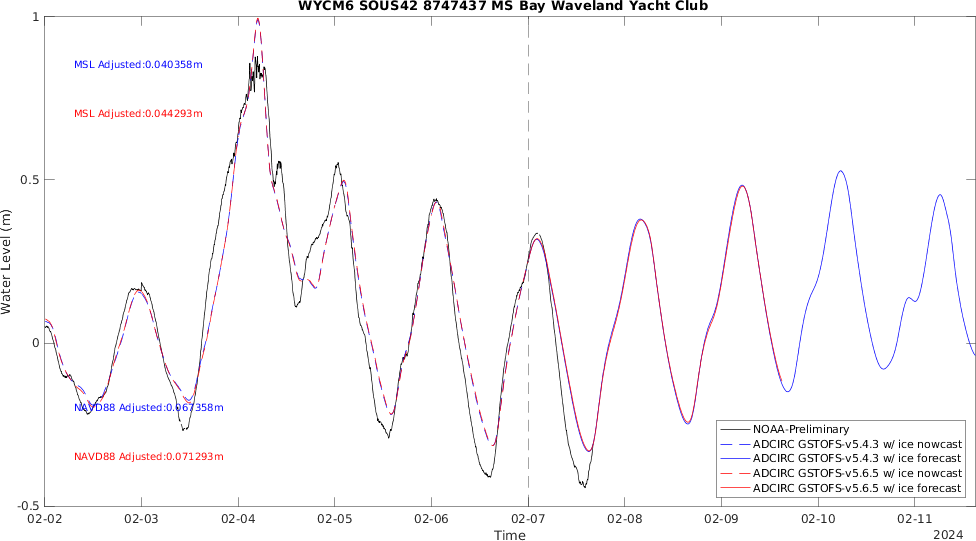 WYCM6 SOUS42 8747437 MS Bay Waveland Yacht Club
1
MSL Adjusted:0.040358m
MSL Adjusted:0.044293m
0.5
Water Level (m)
0
NAVD88 Adjusted:0.067358m
NAVD88 Adjusted:0.071293m
NOAA-Preliminary
ADCIRC GSTOFS-v5.4.3 w/ ice nowcast
ADCIRC GSTOFS-v5.4.3 w/ ice forecast
ADCIRC GSTOFS-v5.6.5 w/ ice nowcast
ADCIRC GSTOFS-v5.6.5 w/ ice forecast
-0.5
02-02 02-03 02-04 02-05 02-06 02-07 02-08 02-09 02-10 02-11
Time
2024